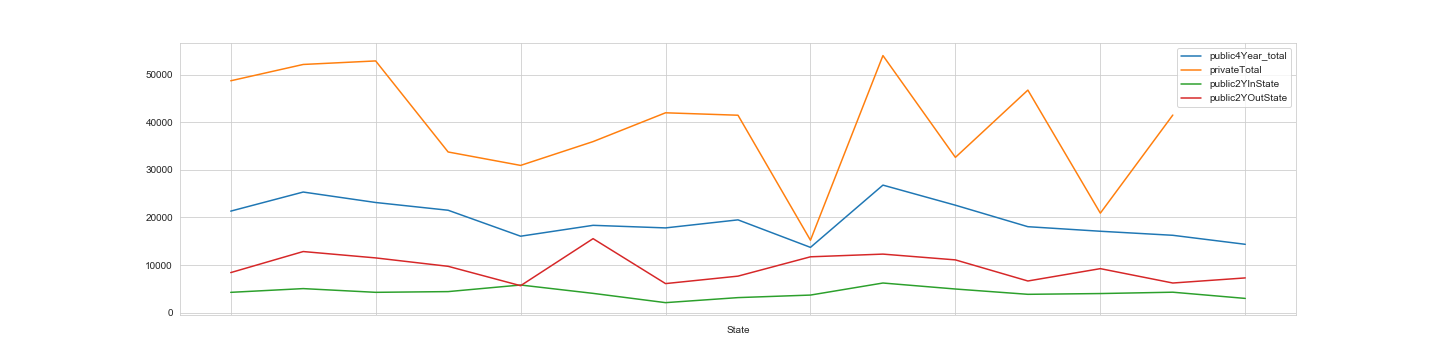 50000
40000
30000
20000
10000
0
public4Year_total
privateTotal
public2YInState
public2YOutState
State